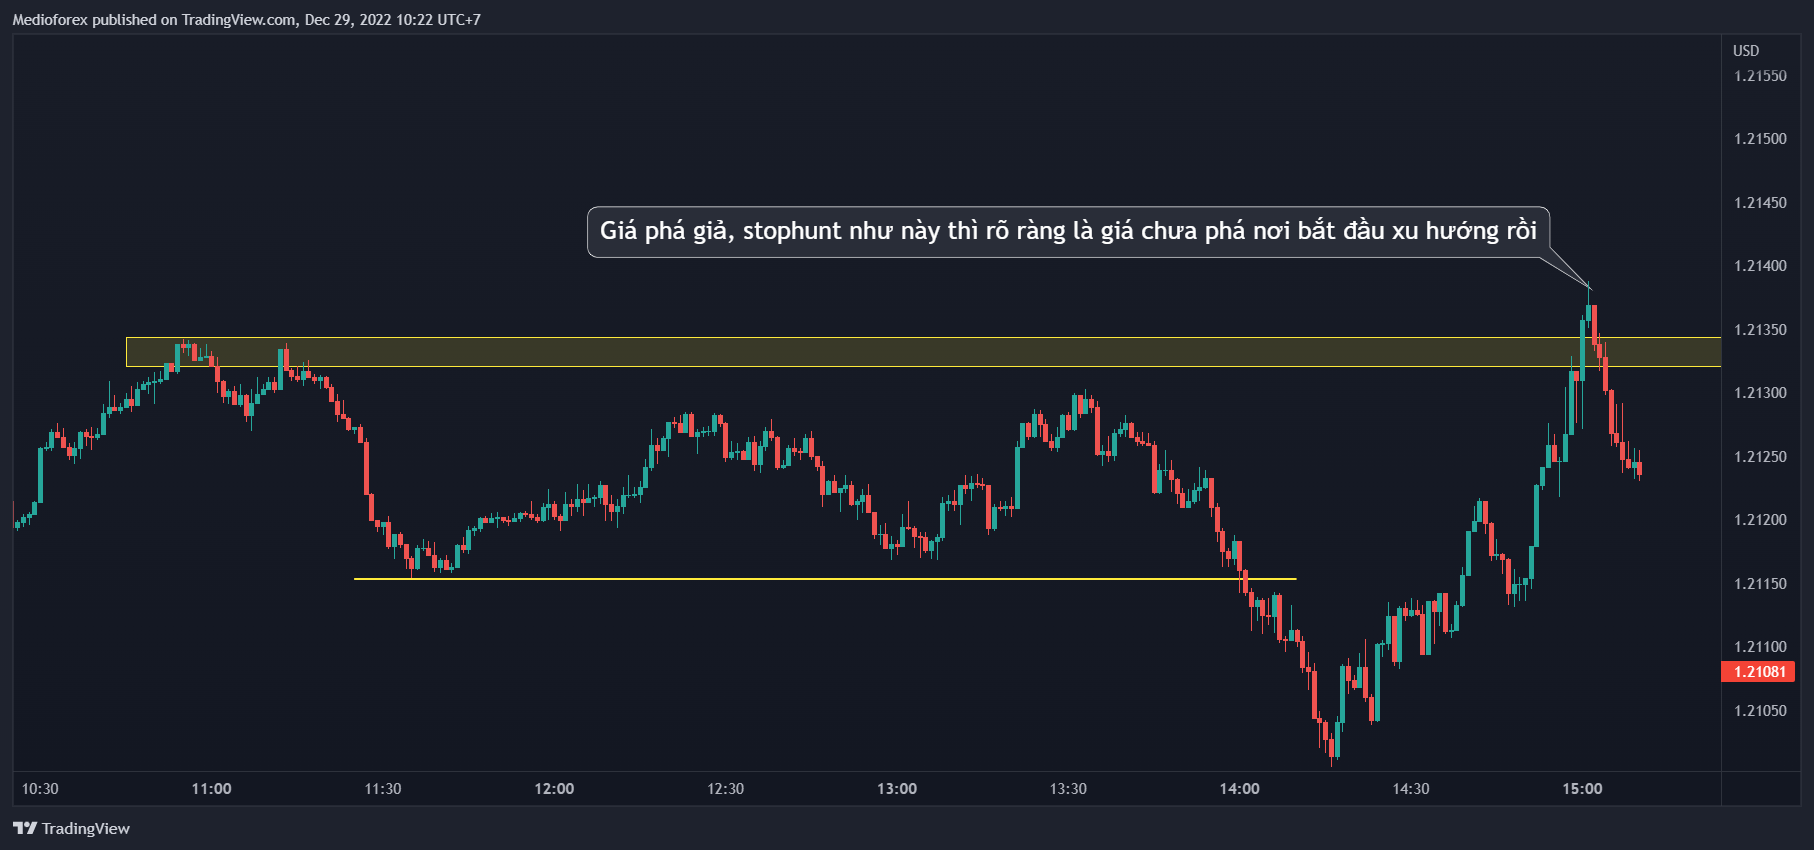 Medioforex published on TradingView.com, Dec 29, 2022 10:22 UTC+7
USD
1.21550
1.21500
1.21450
Giá phá giả, stophunt như này thì rõ ràng là giá chưa phá nơi bắt đầu xu hướng rồi
1.21400
1.21350
1.21300
1.21250
1.21200
1.21150
1.21100
1.21081
1.21050
10:30 11:00 11:30 12:00 12:30 13:00 13:30 14:00 14:30 15:00
TradingView